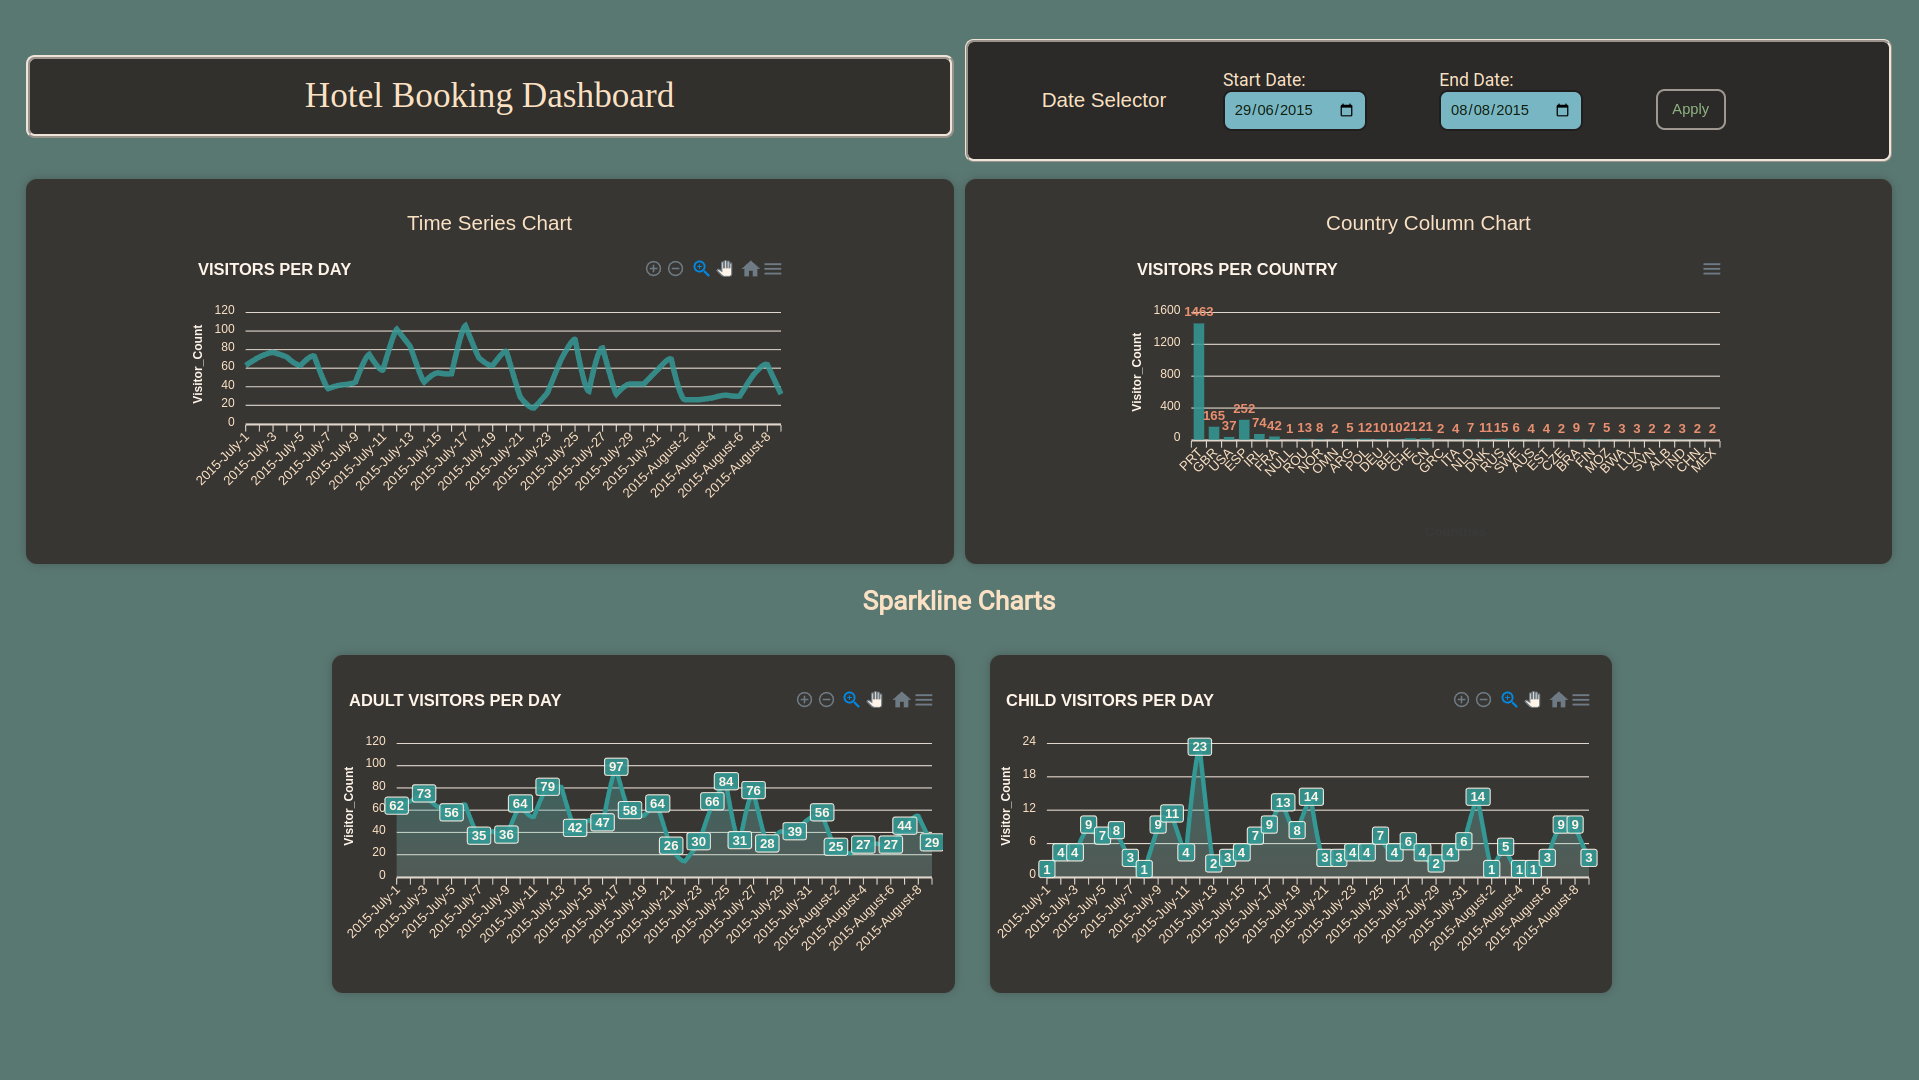 Hotel Booking Dashboard
Date Selector
Start Date:
29/06/2015
End Date:
08/08/2015
Apply
Time Series Chart
VISITORS PER DAY
Visitor_Count
120
100
80
60
40
20
0
2015-July-1
2015-July-3
2015-July-5
2015-July-7
2015-July-9
2015-July-11
2015-July-13
2015-July-15
2015-July-17
2015-July-19
2015-July-21
2015-July-23
2015-July-25
2015-July-27
2015-July-29
2015-July-31
2015-August-2
2015-August-4
2015-August-6
2015-August-8
Country Column Chart
VISITORS PER COUNTRY
Visitor_Count
1600
1200
800
400
0
1463 165 37 252 74 42 1 13 8 2 5 12 10 10 21 21 2 4 7 11 15 6 4 4 2 9 7 5 3 3 2 2 3 2 2
PRT
GBR
USA
ESP
IRL
FRA
NULL
ROU
NOR
OMN
ARG
POL
DEU
BEL
CHE
CN
GRC
ITA
NLD
DNK
RUS
SWE
AUS
EST
CZE
BRA
FIN
MOZ
BWA
LUX
SVN
ALB
IND
CHN
MEX
Sparkline Charts
ADULT VISITORS PER DAY
Visitor_Count
120
100
80
60
40
20
0
62 73 56 35 36 64 79 42 47 97 58 64 26 30 66 84 31 76 28 39 56 25 27 27 44 29
2015-July-1
2015-July-3
2015-July-5
2015-July-7
2015-July-9
2015-July-11
2015-July-13
2015-July-15
2015-July-17
2015-July-19
2015-July-21
2015-July-23
2015-July-25
2015-July-27
2015-July-29
2015-July-31
2015-August-2
2015-August-4
2015-August-6
2015-August-8
CHILD VISITORS PER DAY
Visitor_Count
24
18
12
6
0
1 4 4 9 7 8 3 1 9 11 4 23 2 3 4 7 9 13 8 14 3 3 4 4 7 4 6 4 2 4 6 14 1 5 1 1 3 9 9 3
2015-July-1
2015-July-3
2015-July-5
2015-July-7
2015-July-9
2015-July-11
2015-July-13
2015-July-15
2015-July-17
2015-July-19
2015-July-21
2015-July-23
2015-July-25
2015-July-27
2015-July-29
2015-July-31
2015-August-2
2015-August-4
2015-August-6
2015-August-8